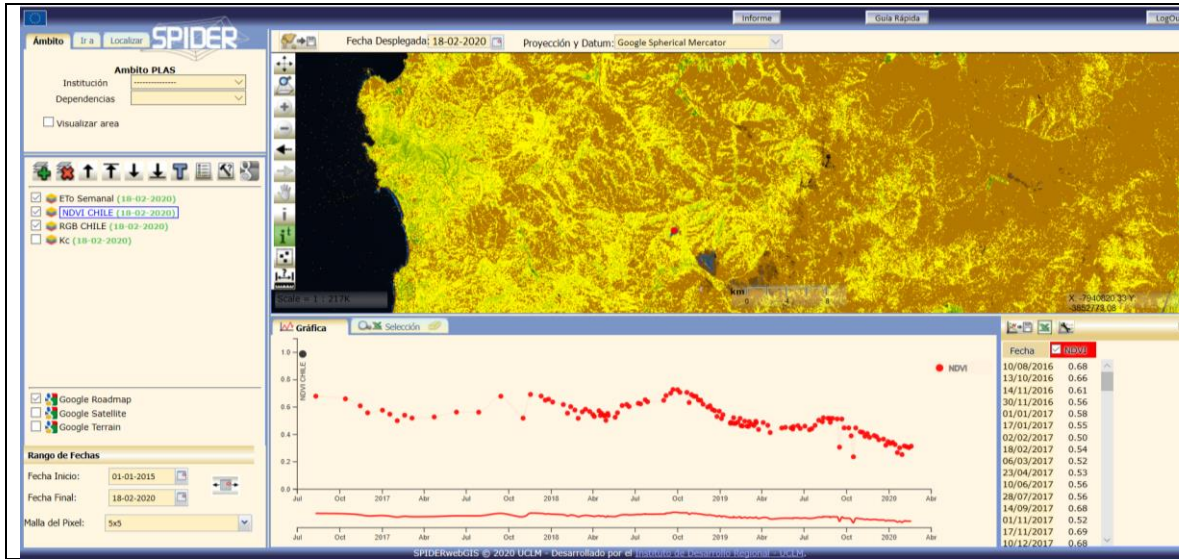 Informe
Guía Rápida
LogOu
Ámbito
Ir a
Localizar
SPIDER
Ambito PLAS
Institución
---------------
Dependencias
Visualizar area
Fecha Desplegada: 18-02-2020
Proyección y Datum: Google Spherical Mercator
ETo Semanal (18-02-2020)
NDVI CHILE (18-02-2020)
RGB CHILE (18-02-2020)
Kc (18-02-2020)
Scale = 1 : 217K
km
0 4 8
X: -7940820.33 Y:
-3852773.08
Google Roadmap
Google Satellite
Google Terrain
Rango de Fechas
Fecha Inicio: 01-01-2015
Fecha Final: 18-02-2020
Malla del Pixel: 5x5
Gráfica
Selección
NDVI CHILE
1.0
0.8
0.6
0.4
0.2
0.0
Jul Oct 2017 Abr Jul Oct 2018 Abr Jul Oct 2019 Abr Jul Oct 2020 Abr
Jul Oct 2017 Abr Jul Oct 2018 Abr Jul Oct 2019 Abr Jul Oct 2020 Abr
NDVI
Fecha NDVI
10/08/2016 0.68
13/10/2016 0.66
14/11/2016 0.61
30/11/2016 0.56
01/01/2017 0.58
17/01/2017 0.55
02/02/2017 0.50
18/02/2017 0.54
06/03/2017 0.52
23/04/2017 0.53
10/06/2017 0.56
28/07/2017 0.56
14/09/2017 0.68
01/11/2017 0.52
17/11/2017 0.69
10/12/2017 0.68
SPIDERwebGIS © 2020 UCLM - Desarrollado por el Instituto de Desarrollo Regional - UCLM.